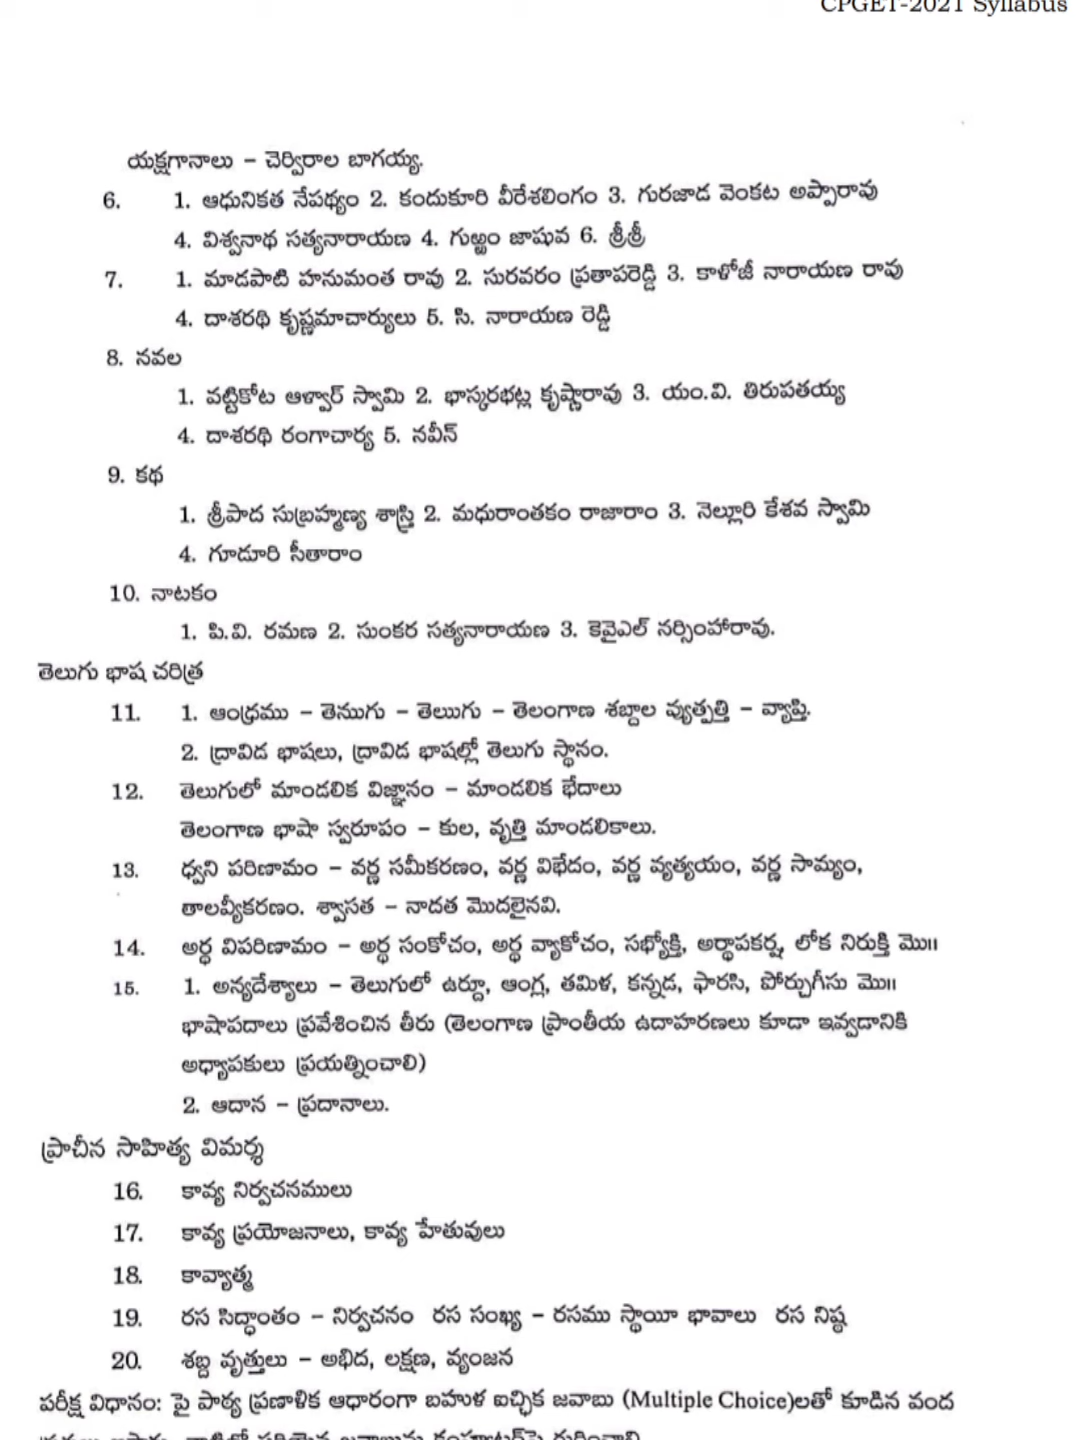 CPGET-2021 Syllabus
యక్షగానాలు – చెర్విరాల బాగయ్య.
6. 1. ఆధునికత నేపథ్యం 2. కందుకూరి వీరేశలింగం 3. గురజాడ వెంకట అప్పారావు
4. విశ్వనాథ సత్యనారాయణ 4. గుఱ్ఱం జాషువ 6. శ్రీశ్రీ
7. 1. మాడపాటి హనుమంత రావు 2. సురవరం ప్రతాపరెడ్డి 3. కాళోజీ నారాయణ రావు
4. దాశరథి కృష్ణమాచార్యులు 5. సి. నారాయణ రెడ్డి
8. నవల
1. వట్టికోట ఆళ్వార్ స్వామి 2. భాస్కరభట్ల కృష్ణారావు 3. యం.వి. తిరుపతయ్య
4. దాశరథి రంగాచార్య 5. నవీన్
9. కథ
1. శ్రీపాద సుబ్రహ్మణ్య శాస్త్రి 2. మధురాంతకం రాజారాం 3. నెల్లూరి కేశవ స్వామి
4. గూడూరి సీతారాం
10. నాటకం
1. పి.వి. రమణ 2. సుంకర సత్యనారాయణ 3. కెవైఎల్ నర్సింహారావు.
తెలుగు భాష చరిత్ర
11. 1. ఆంధ్రము – తెనుుగు – తెలుుగు – తెలంగాణ శబ్దాల వ్యుత్పత్తి – వ్యాప్తి.
2. ద్రావిడ భాషలు, ద్రావిడ భాషల్లో తెలుగు స్థానం.
12. తెలుగులో మాండలిక విజ్ఞానం – మాండలిక భేదాలు
తెలంగాణ భాషా స్వరూపం – కుల, వృత్తి మాండలికాలు.
13. ధ్వని పరిణామం – వర్ణ సమీకరణం, వర్ణ విభేదం, వర్ణ వ్యత్యయం, వర్ణ సామ్యం,
తాలవ్యీకరణం. శ్వాసత – నాదత మొదలైనవి.
14. అర్థ విపరిణామం – అర్థ సంకోచం, అర్థ వ్యాకోచం, సభ్యోక్తి, అర్థాపకర్ష, లోక నిరుక్తి మొ॥
15. 1. అన్యదేశ్యాలు – తెలుగులో ఉర్దూ, ఆంగ్ల, తమిళ, కన్నడ, ఫారసి, పోర్చుగీసు మొ॥
భాషాపదాలు ప్రవేశించిన తీరు (తెలంగాణ ప్రాంతీయ ఉదాహరణలు కూడా ఇవ్వడానికి
అధ్యాపకులు ప్రయత్నించాలి)
2. ఆదాన – ప్రదానాలు.
ప్రాచీన సాహిత్య విమర్శ
16. కావ్య నిర్వచనములు
17. కావ్య ప్రయోజనాలు, కావ్య హేతువులు
18. కావ్యాత్మ
19. రస సిద్ధాంతం – నిర్వచనం రస సంఖ్య – రసము స్థాయీ భావాలు రస నిష్ఠ
20. శబ్ద వృత్తులు – అభిద, లక్షణ, వ్యంజన
పరీక్ష విధానం: పై పాఠ్య ప్రణాళిక ఆధారంగా బహుళ ఐచ్ఛిక జవాబు (Multiple Choice)లతో కూడిన వంద